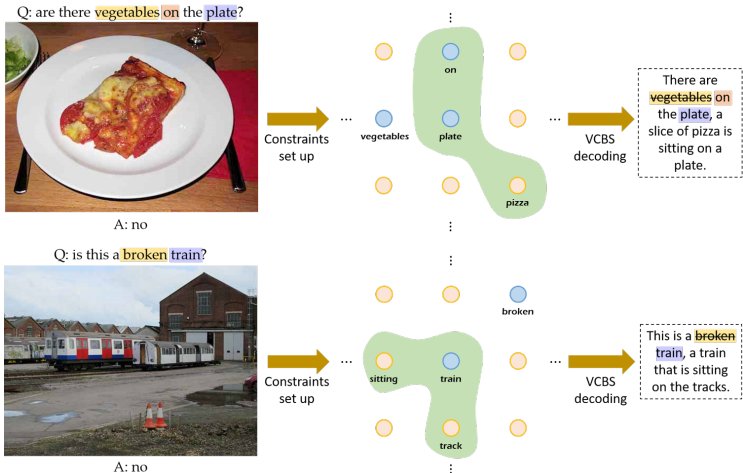 Q: are there vegetables on the plate?
A: no
Constraints
set up
...
...
on
vegetables
plate
pizza
...
...
VCBS
decoding
There are
vegetables on
the plate, a
slice of pizza is
sitting on a
plate.
Q: is this a broken train?
A: no
Constraints
set up
...
...
broken
sitting
train
track
...
...
VCBS
decoding
This is a broken
train, a train
that is sitting
on the tracks.